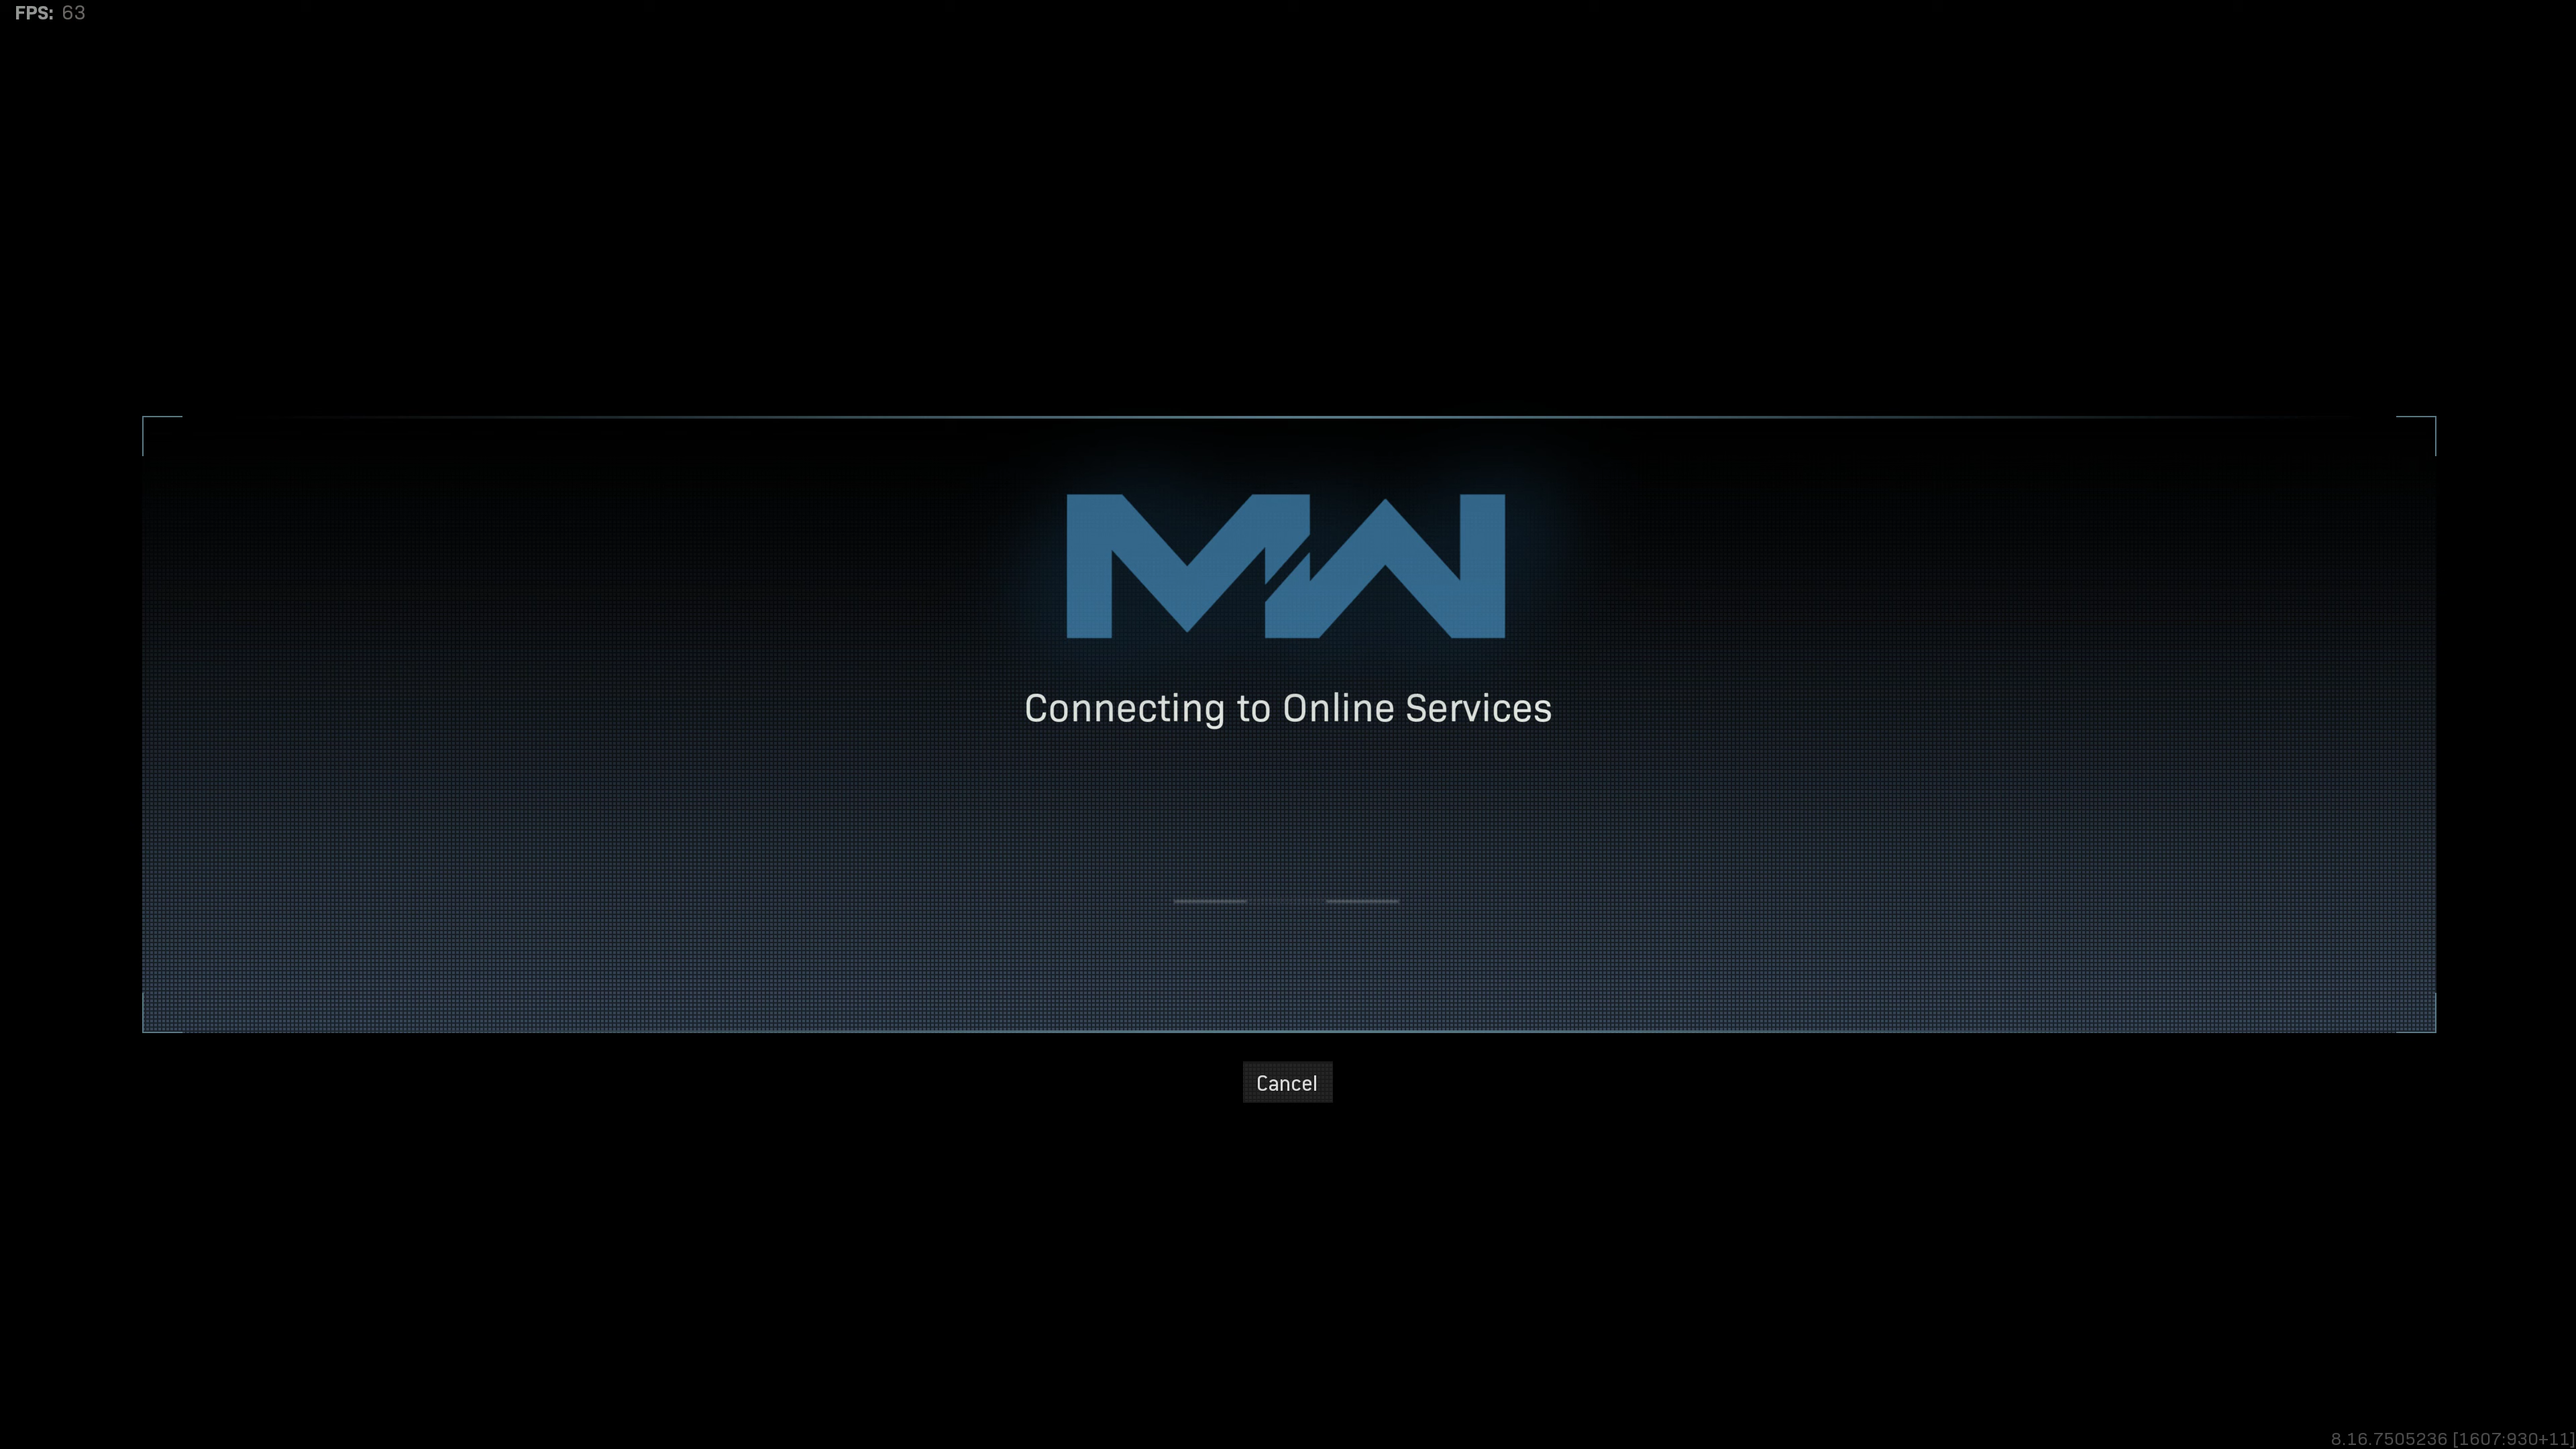 FPS: 63
MW
Connecting to Online Services
Cancel
8.16.7505236 [1607:930+11]